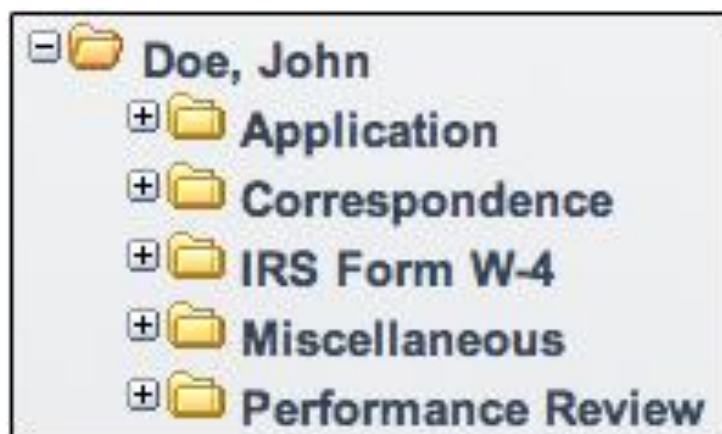 Doe, John
Application
Correspondence
IRS Form W-4
Miscellaneous
Performance Review